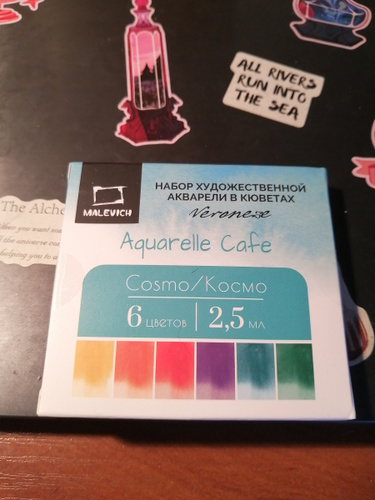 ALL RIVERS
RUN INTO
THE SEA
MALEVICH
НАБОР ХУДОЖЕСТВЕННОЙ
АКВАРЕЛИ В КЮВЕТАХ
Veronese
The Alche
Aquarelle Cafe
Cosmo/Космо
6 ЦВЕТОВ | 2,5 МЛ